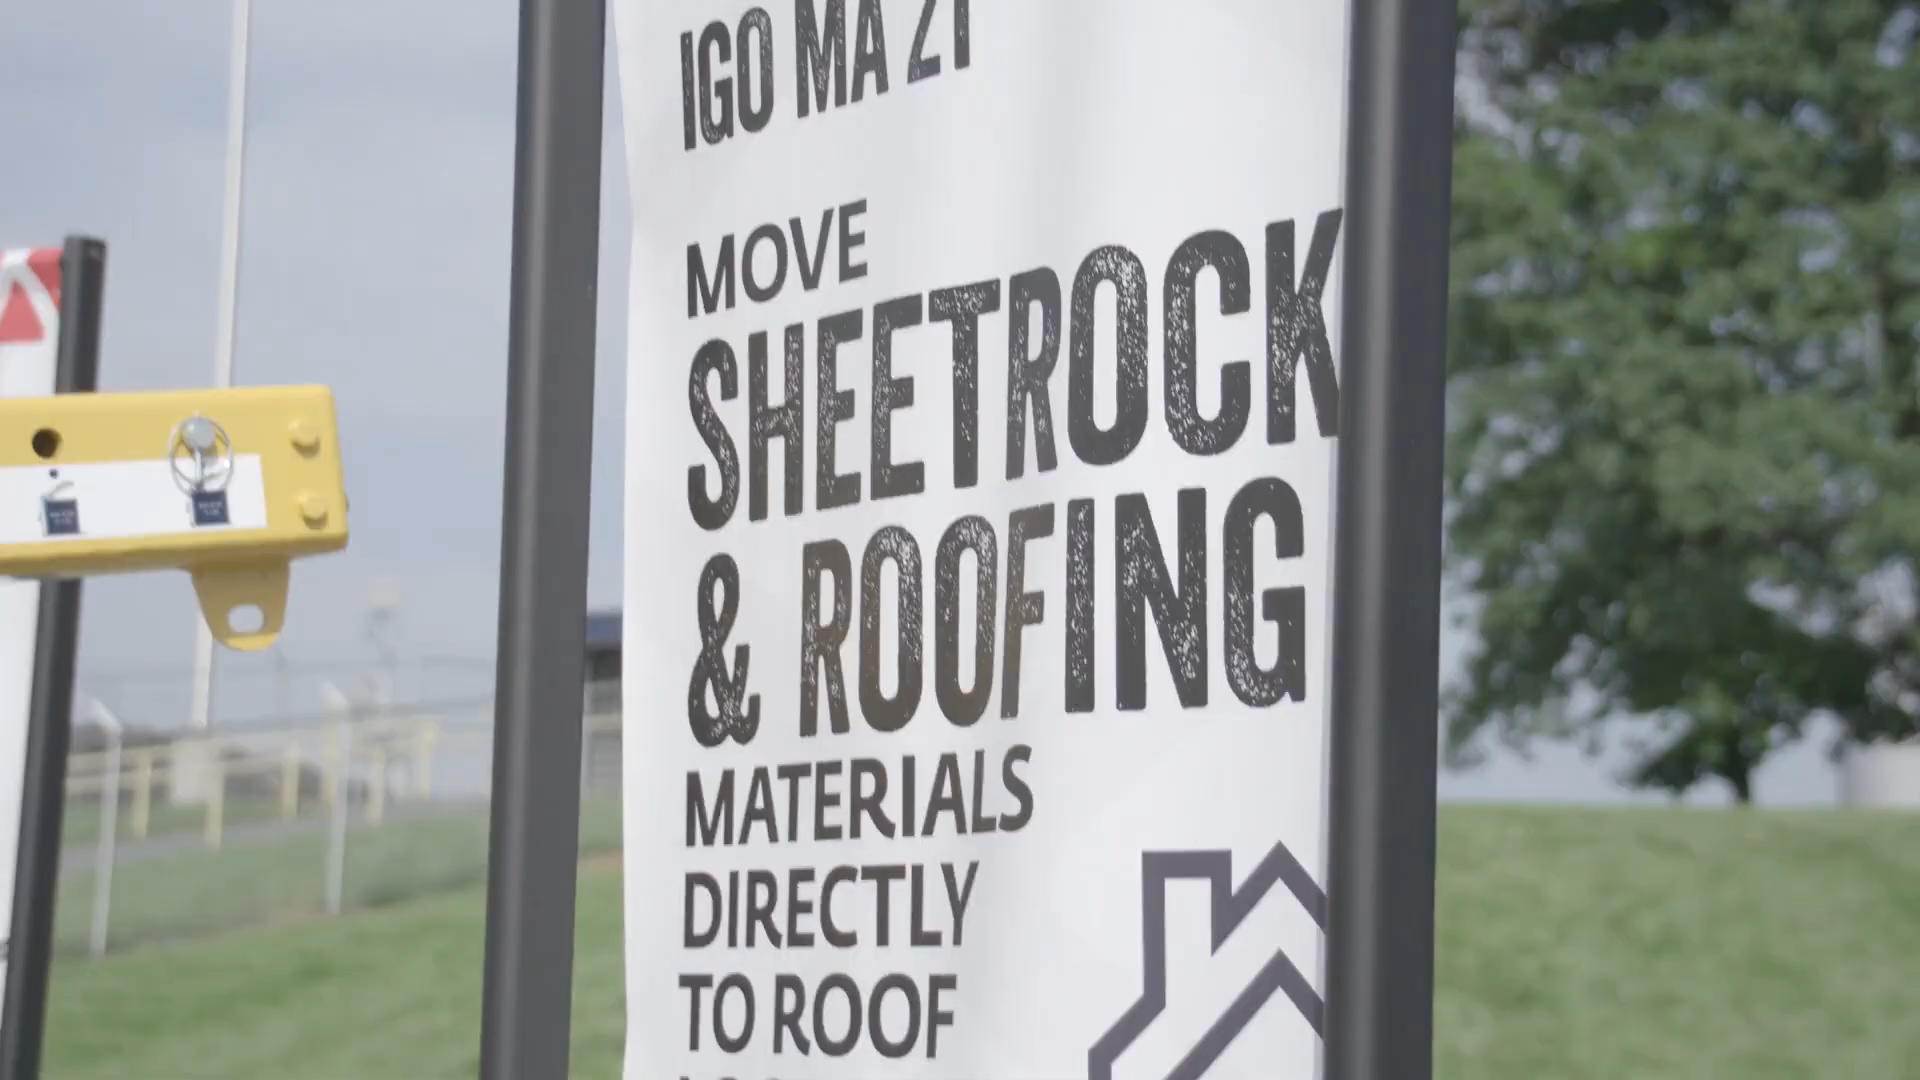 IGO MA 21
MOVE
SHEETROCK
& ROOFING
MATERIALS
DIRECTLY
TO ROOF